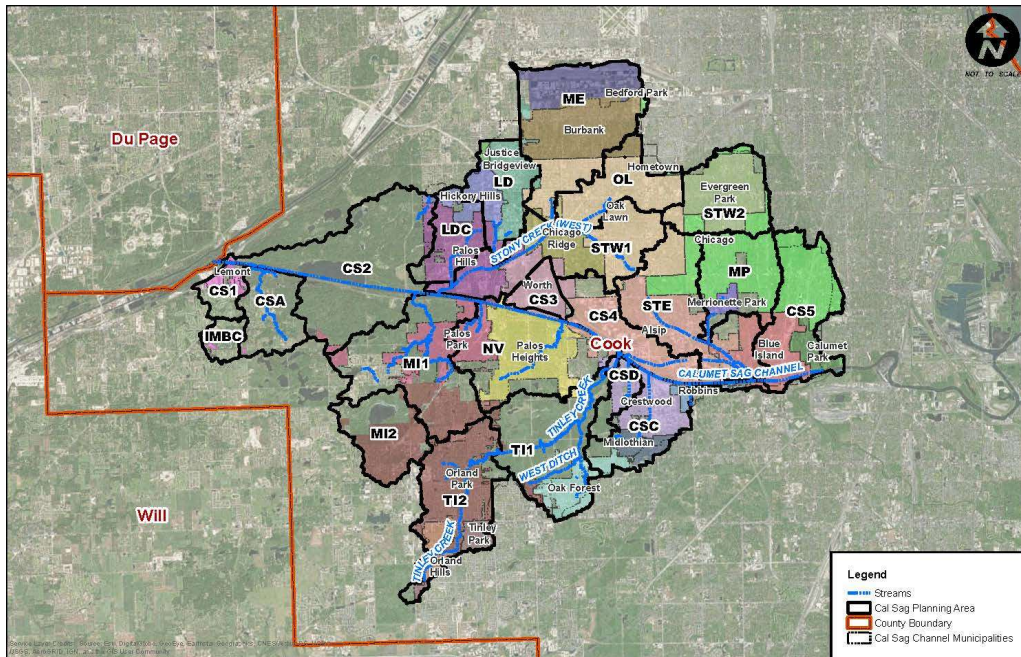 N
NOT TO SCALE
Du Page
ME
Bedford Park
Burbank
Justice
Bridgeview
LD
Hometown
OL
Evergreen
Park
STW2
Hickory Hills
Oak
Lawn
LDC
STONY CREEK (WEST)
Chicago
Ridge
STW1
Chicago
Palos
Hills
MP
CS2
Lemont
CS1
CSA
Worth
CS3
CS4
STE
Merrionette Park
CS5
IMBC
Alsip
Palos
Park
NV
Palos
Heights
Cook
Blue
Island
Calumet
Park
MI1
CALUMET SAG CHANNEL
CSD
Robbins
Crestwood
TINLEY CREEK
CSC
MI2
TI1
Midlothian
WEST DITCH
Orland
Park
Oak Forest
TI2
Will
Tinley
Park
TINLEY CREEK
Orland
Hills
Legend
Streams
Cal Sag Planning Area
County Boundary
Cal Sag Channel Municipalities